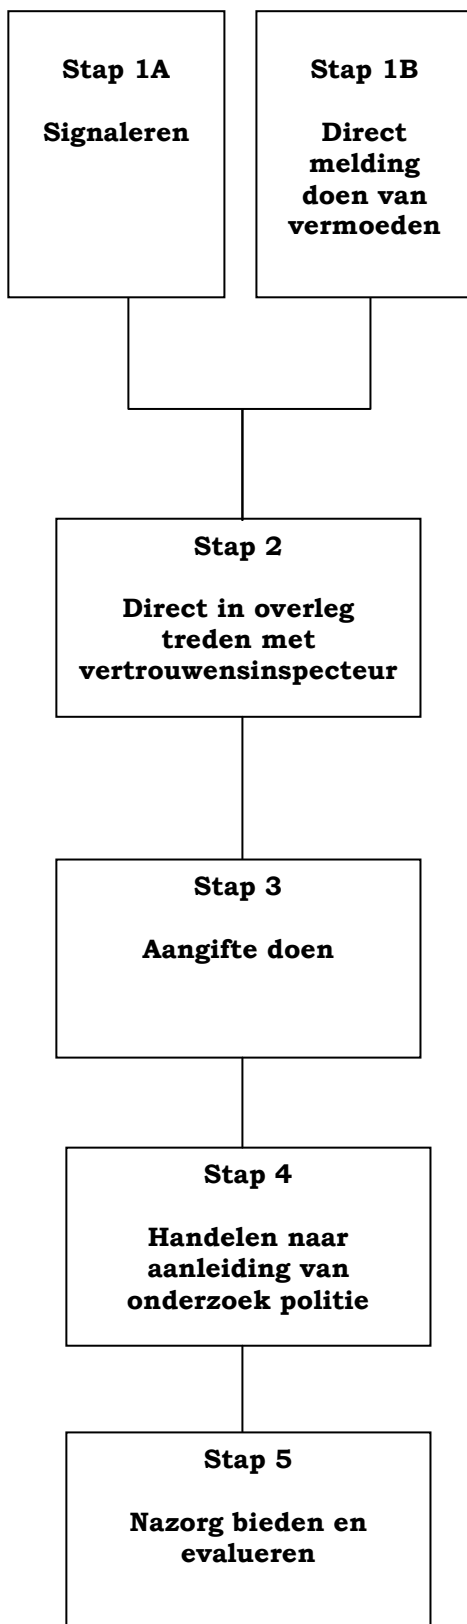 Stap 1A
Signaleren
Stap 1B
Direct
melding
doen van
vermoeden
Stap 2
Direct in overleg
treden met
vertrouwensinspecteur
Stap 3
Aangifte doen
Stap 4
Handelen naar
aanleiding van
onderzoek politie
Stap 5
Nazorg bieden en
evalueren